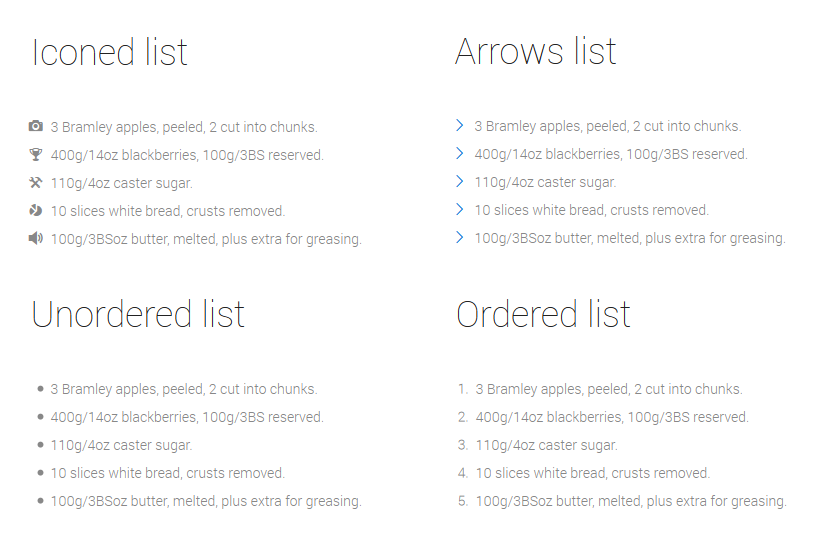 Iconed list
3 Bramley apples, peeled, 2 cut into chunks.
400g/14oz blackberries, 100g/3BS reserved.
110g/4oz caster sugar.
10 slices white bread, crusts removed.
100g/3BSoz butter, melted, plus extra for greasing.
Arrows list
3 Bramley apples, peeled, 2 cut into chunks.
400g/14oz blackberries, 100g/3BS reserved.
110g/4oz caster sugar.
10 slices white bread, crusts removed.
100g/3BSoz butter, melted, plus extra for greasing.
Unordered list
• 3 Bramley apples, peeled, 2 cut into chunks.
• 400g/14oz blackberries, 100g/3BS reserved.
• 110g/4oz caster sugar.
• 10 slices white bread, crusts removed.
• 100g/3BSoz butter, melted, plus extra for greasing.
Ordered list
1. 3 Bramley apples, peeled, 2 cut into chunks.
2. 400g/14oz blackberries, 100g/3BS reserved.
3. 110g/4oz caster sugar.
4. 10 slices white bread, crusts removed.
5. 100g/3BSoz butter, melted, plus extra for greasing.